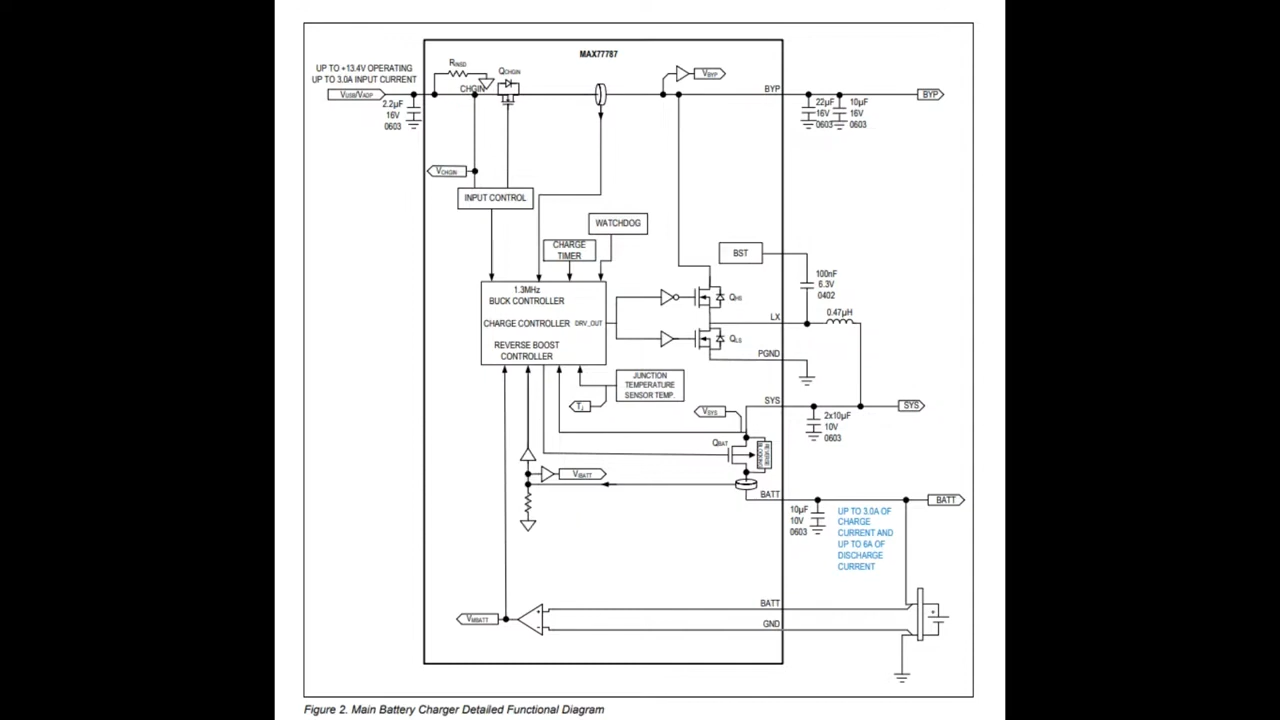 MAX77787
UP TO +13.4V OPERATING
UP TO 3.0A INPUT CURRENT
RINSD
QCHGIN
VBYP
CHGIN
BYP
VUSB/VADP
2.2µF
16V
0603
22µF
16V
0603
10µF
16V
0603
BYP
VCHGIN
INPUT CONTROL
WATCHDOG
CHARGE
TIMER
BST
100nF
6.3V
0402
1.3MHz
BUCK CONTROLLER
CHARGE CONTROLLER
DRV_OUT
REVERSE BOOST
CONTROLLER
QHS
LX
0.47µH
QLS
PGND
JUNCTION
TEMPERATURE
SENSOR TEMP.
TJ
VSYS
SYS
SYS
2x10µF
10V
0603
QBAT
REVERSE
BLOCKING
VIBATT
BATT
BATT
10µF
10V
0603
UP TO 3.0A OF
CHARGE
CURRENT AND
UP TO 6A OF
DISCHARGE
CURRENT
BATT
+
+
VMBATT
-
GND
Figure 2. Main Battery Charger Detailed Functional Diagram